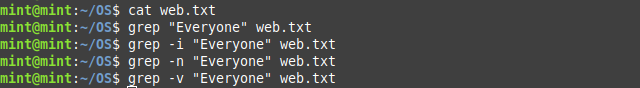 mint@mint:~/OS$ cat web.txt
mint@mint:~/OS$ grep "Everyone" web.txt
mint@mint:~/OS$ grep -i "Everyone" web.txt
mint@mint:~/OS$ grep -n "Everyone" web.txt
mint@mint:~/OS$ grep -v "Everyone" web.txt